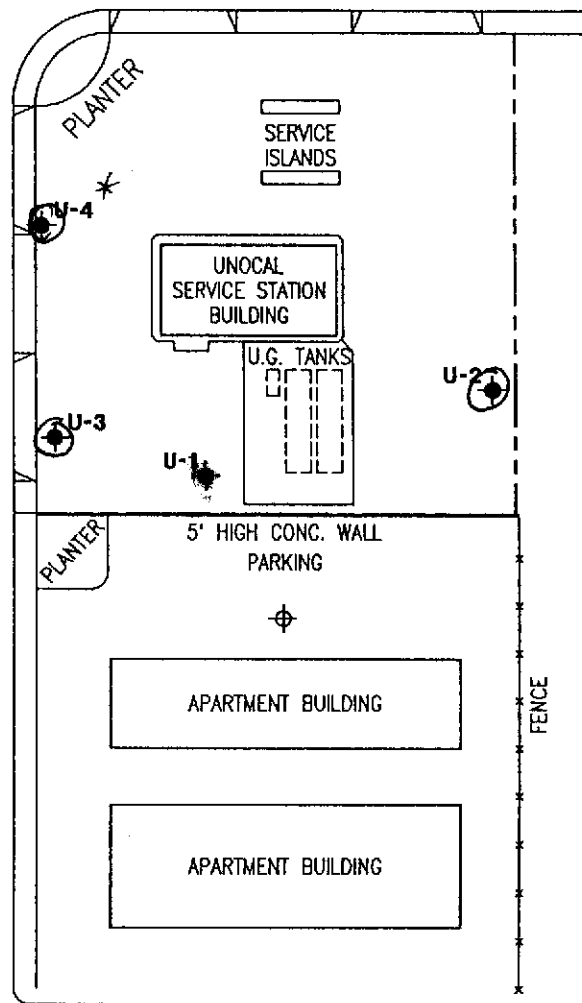 PLANTER
SERVICE
ISLANDS
U-4
UNOCAL
SERVICE STATION
BUILDING
U.G. TANKS
U-2
U-3
U-1
5' HIGH CONC. WALL
PARKING
PLANTER
APARTMENT BUILDING
FENCE
APARTMENT BUILDING